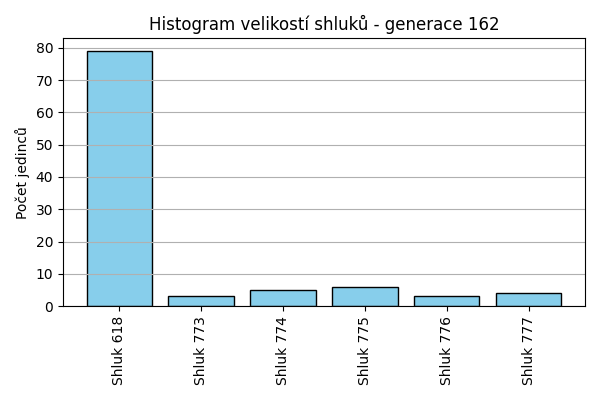 Histogram velikostí shluků - generace 162
Počet jedinců
80
70
60
50
40
30
20
10
0
Shluk 618
Shluk 773
Shluk 774
Shluk 775
Shluk 776
Shluk 777